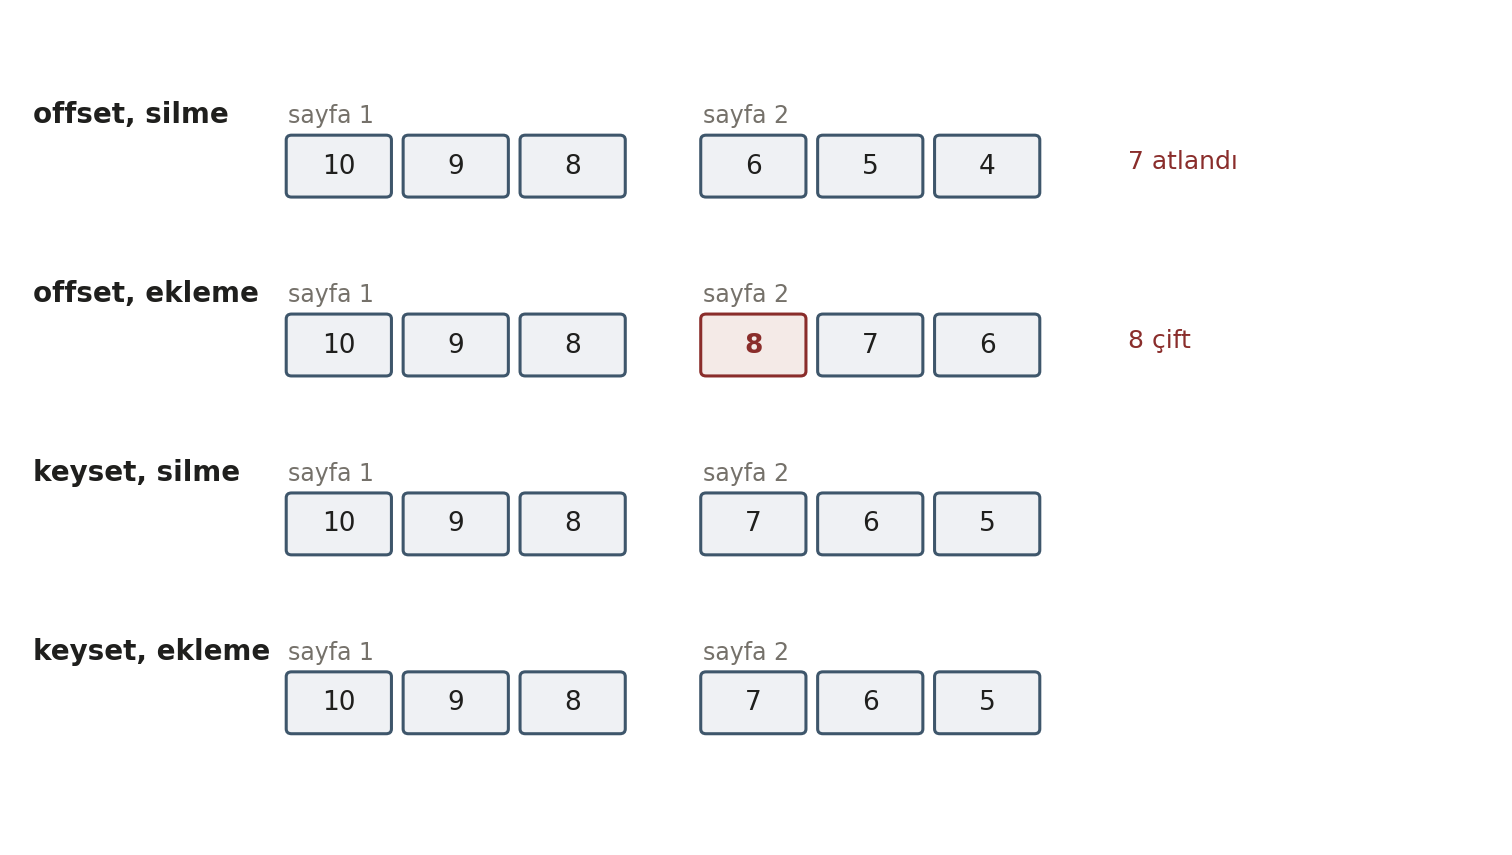 offset, silme sayfa 1 sayfa 2
10 9 8 6 5 4 7 atlandı
offset, ekleme sayfa 1 sayfa 2
10 9 8 8 7 6 8 çift
keyset, silme sayfa 1 sayfa 2
10 9 8 7 6 5
keyset, ekleme sayfa 1 sayfa 2
10 9 8 7 6 5